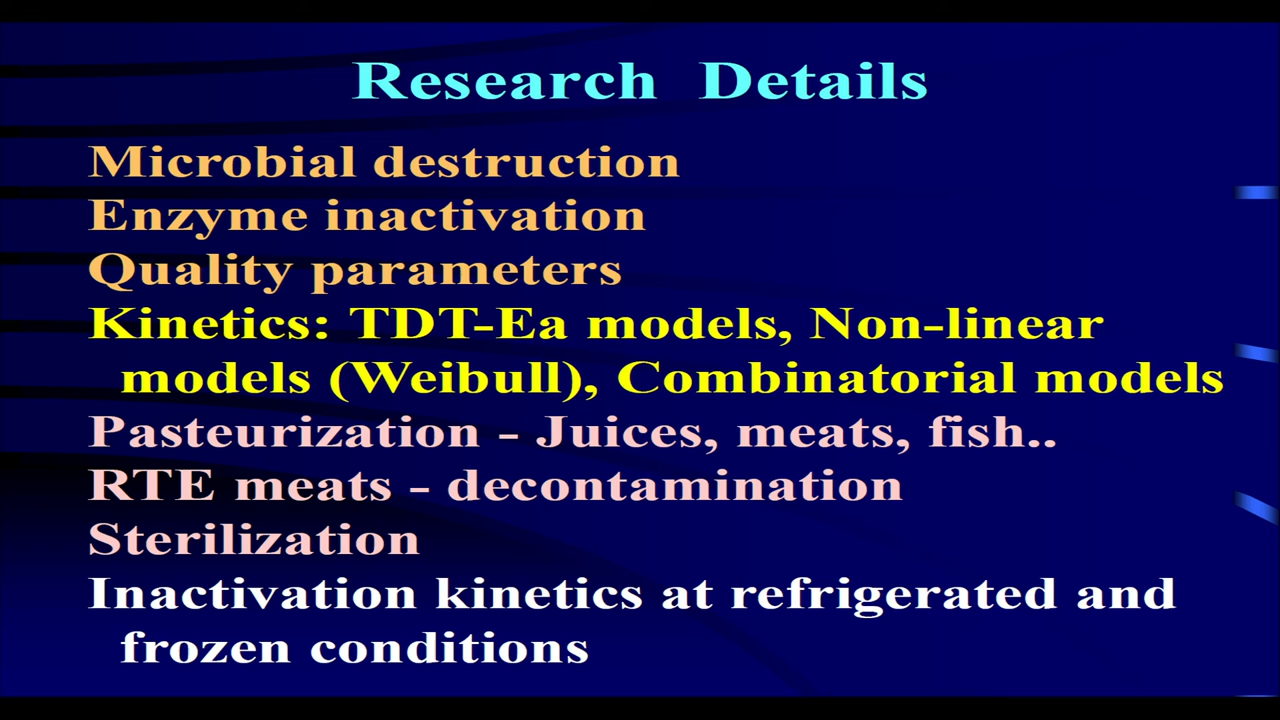 Research Details
Microbial destruction
Enzyme inactivation
Quality parameters
Kinetics: TDT-Ea models, Non-linear
models (Weibull), Combinatorial models
Pasteurization - Juices, meats, fish..
RTE meats - decontamination
Sterilization
Inactivation kinetics at refrigerated and
frozen conditions